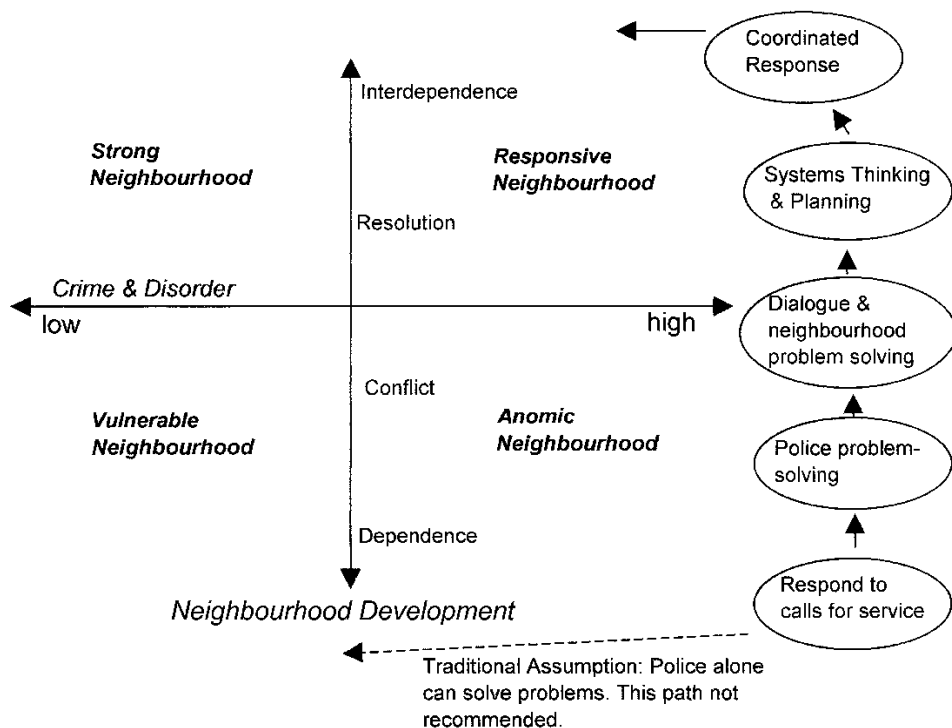 Coordinated
Response
Interdependence
Strong
Neighbourhood
Responsive
Neighbourhood
Systems Thinking
& Planning
Resolution
Crime & Disorder
low
high
Dialogue &
neighbourhood
problem solving
Conflict
Vulnerable
Neighbourhood
Anomic
Neighbourhood
Police problem-
solving
Dependence
Respond to
calls for service
Neighbourhood Development
Traditional Assumption: Police alone
can solve problems. This path not
recommended.